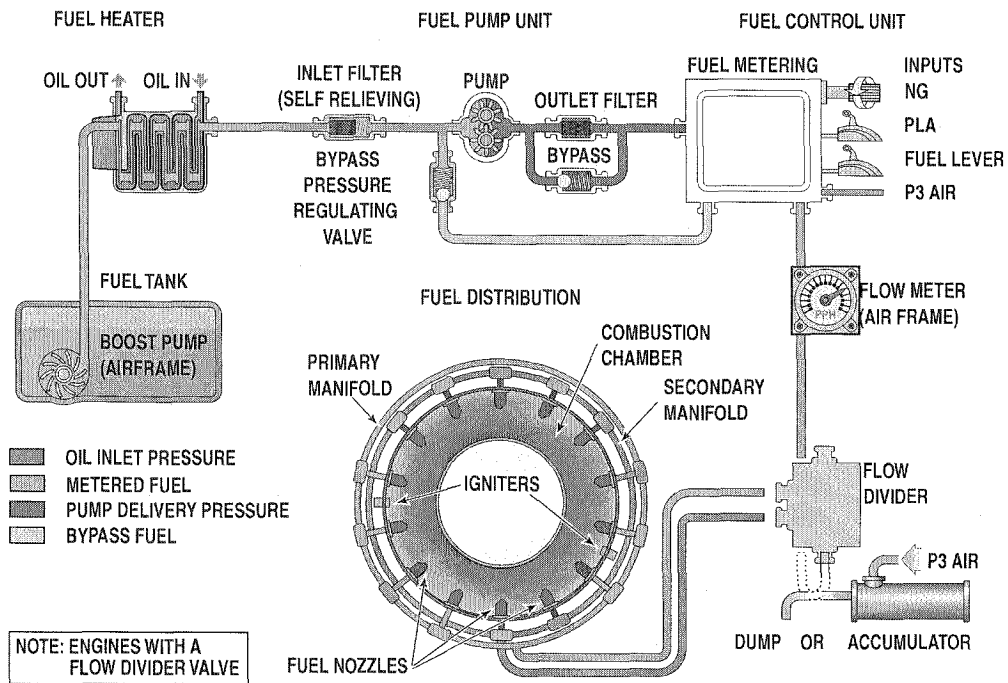 FUEL HEATER
FUEL PUMP UNIT
FUEL CONTROL UNIT
OIL OUT
OIL IN
INLET FILTER
(SELF RELIEVING)
PUMP
OUTLET FILTER
BYPASS
FUEL METERING
INPUTS
NG
PLA
FUEL LEVER
P3 AIR
BYPASS
PRESSURE
REGULATING
VALVE
FUEL TANK
BOOST PUMP
(AIRFRAME)
FUEL DISTRIBUTION
PPH
FLOW METER
(AIR FRAME)
PRIMARY
MANIFOLD
COMBUSTION
CHAMBER
SECONDARY
MANIFOLD
OIL INLET PRESSURE
METERED FUEL
PUMP DELIVERY PRESSURE
BYPASS FUEL
IGNITERS
FLOW
DIVIDER
P3 AIR
DUMP OR ACCUMULATOR
FUEL NOZZLES
NOTE: ENGINES WITH A
FLOW DIVIDER VALVE